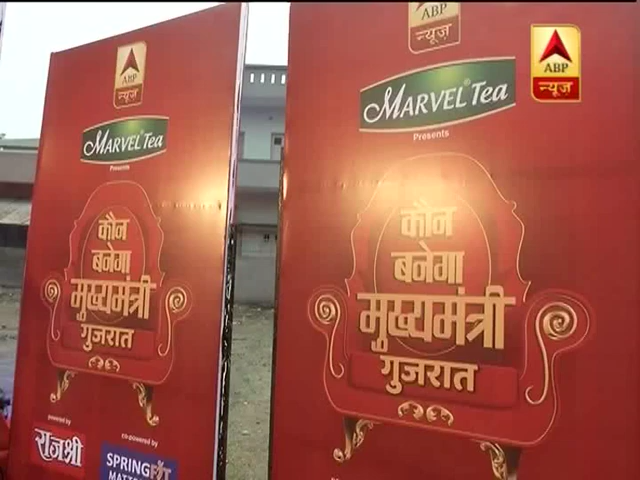 ABP
न्यूज़
MARVEL® Tea
Presents
कौन
बनेगा
मुख्यमंत्री
गुजरात
powered by
राजश्री
co-powered by
SPRINGFIT
ABP
न्यूज़
MARVEL® Tea
Presents
कौन
बनेगा
मुख्यमंत्री
गुजरात
ABP
न्यूज़